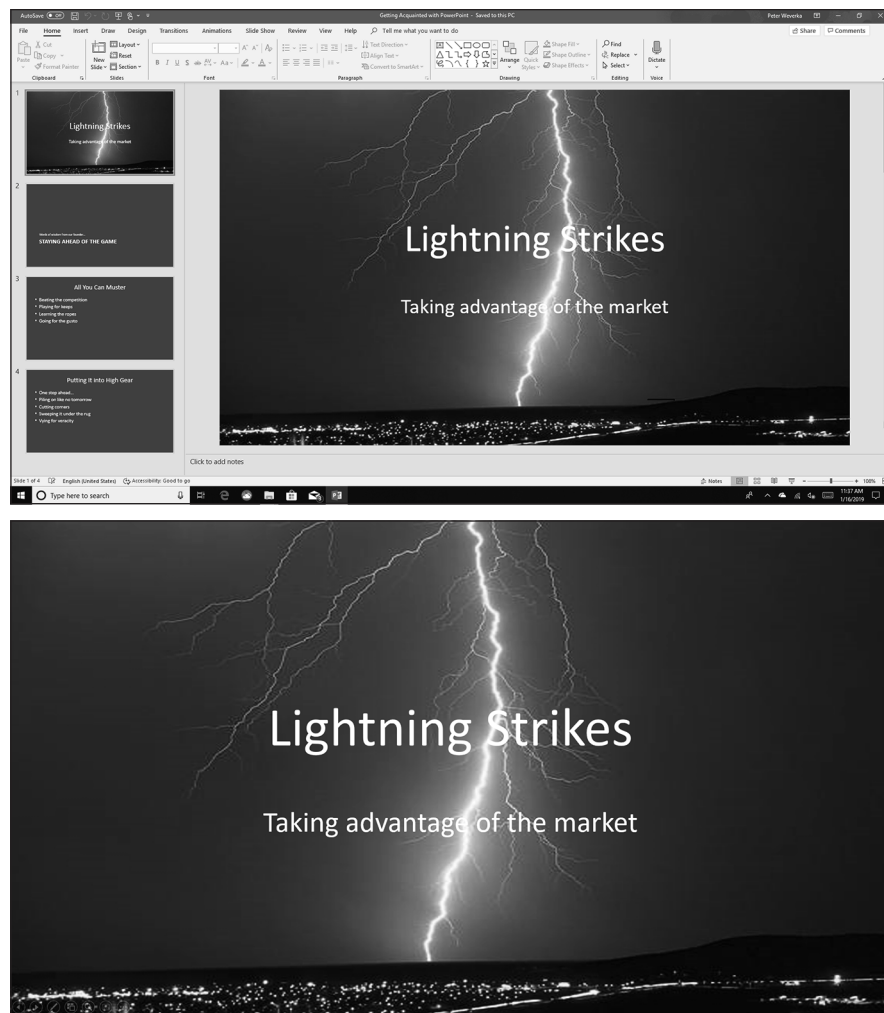 AutoSave Off Getting Acquainted with PowerPoint - Saved to this PC Peter Weverka
File Home Insert Draw Design Transitions Animations Slide Show Review View Help Tell me what you want to do Share Comments
Paste
Cut
Copy
Format Painter
Clipboard
New
Slide
Layout
Reset
Section
Slides
B I U S ab AV Aa A
Font
Text Direction
Align Text
Convert to SmartArt
Paragraph
Arrange
Quick
Styles
Shape Fill
Shape Outline
Shape Effects
Drawing
Find
Replace
Select
Editing
Dictate
Voice
1
Lightning Strikes
Taking advantage of the market
2
STAYING AHEAD OF THE GAME
3
All You Can Muster
• Beating the competition
• Playing for keeps
• Learning the ropes
• Going for the gusto
4
Putting It into High Gear
• One step ahead...
• Piling on like no tomorrow
• Cutting corners
• Sweeping it under the rug
• Vying for veracity
Lightning Strikes
Taking advantage of the market
Click to add notes
Slide 1 of 4 English (United States) Accessibility: Good to go Notes 108%
Type here to search
11:37 AM
1/16/2019
Lightning Strikes
Taking advantage of the market